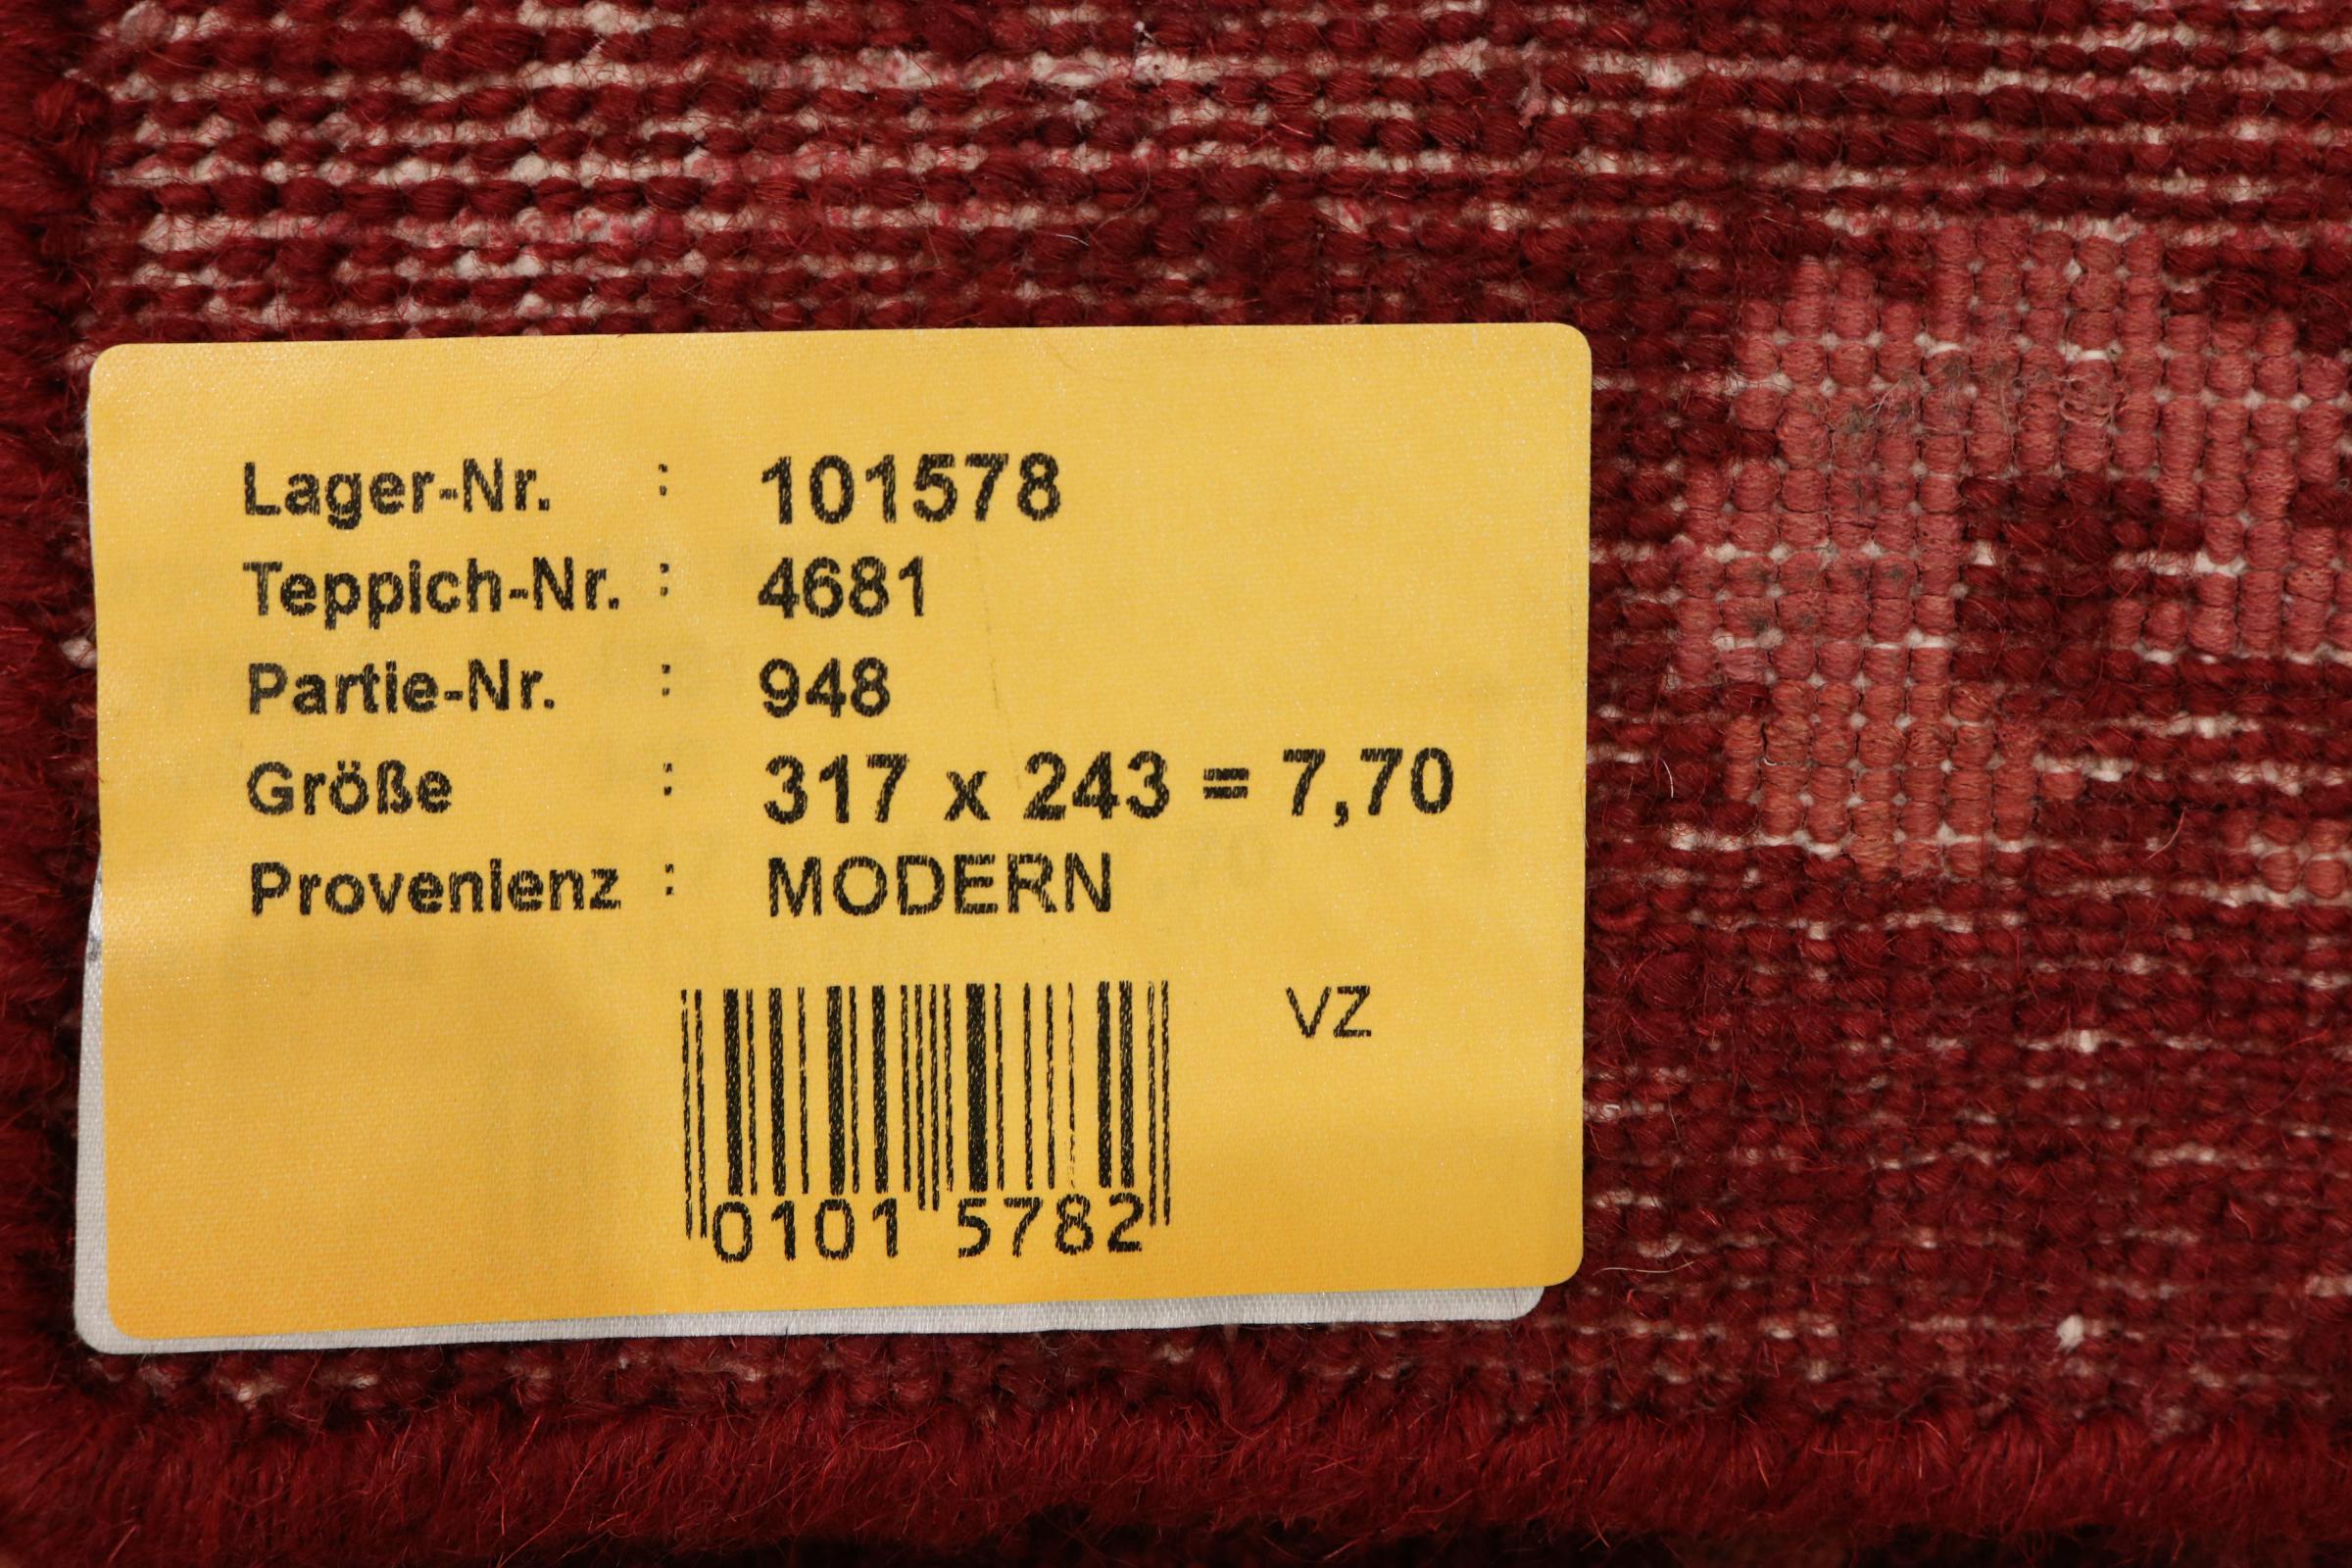 Lager-Nr. : 101578
Teppich-Nr. : 4681
Partie-Nr. : 948
Größe : 317 x 243 = 7,70
Provenienz : MODERN
VZ
0101 5782